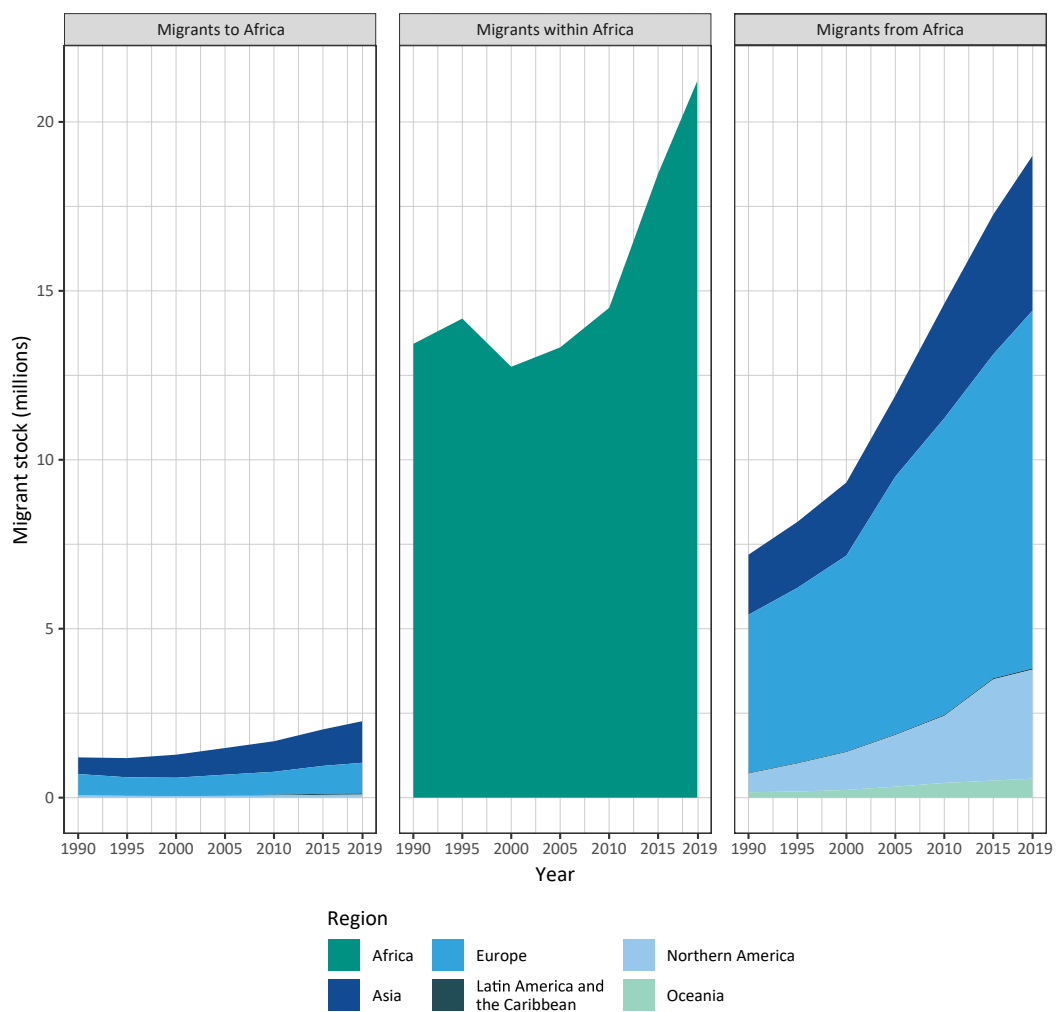 Migrants to Africa
Migrants within Africa
Migrants from Africa
Migrant stock (millions)
20
15
10
5
0
1990 1995 2000 2005 2010 2015 2019
1990 1995 2000 2005 2010 2015 2019
1990 1995 2000 2005 2010 2015 2019
Year
Region
Africa
Europe
Northern America
Asia
Latin America and
the Caribbean
Oceania